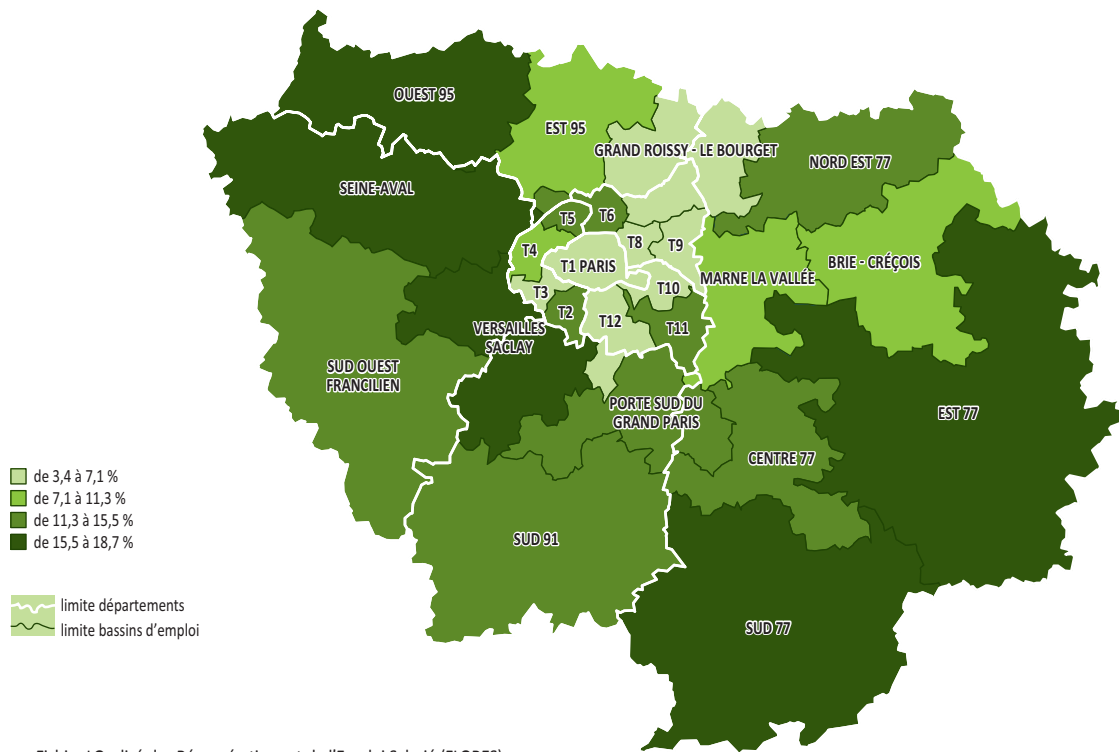 OUEST 95
EST 95
GRAND ROISSY - LE BOURGET
NORD EST 77
SEINE-AVAL
T5
T6
T4
T8
T9
T1 PARIS
BRIE - CRÉÇOIS
MARNE LA VALLÉE
T3
T10
T2
T12
T11
VERSAILLES
SACLAY
SUD OUEST
FRANCILIEN
PORTE SUD DU
GRAND PARIS
EST 77
CENTRE 77
de 3,4 à 7,1 %
de 7,1 à 11,3 %
de 11,3 à 15,5 %
de 15,5 à 18,7 %
SUD 91
limite départements
limite bassins d'emploi
SUD 77